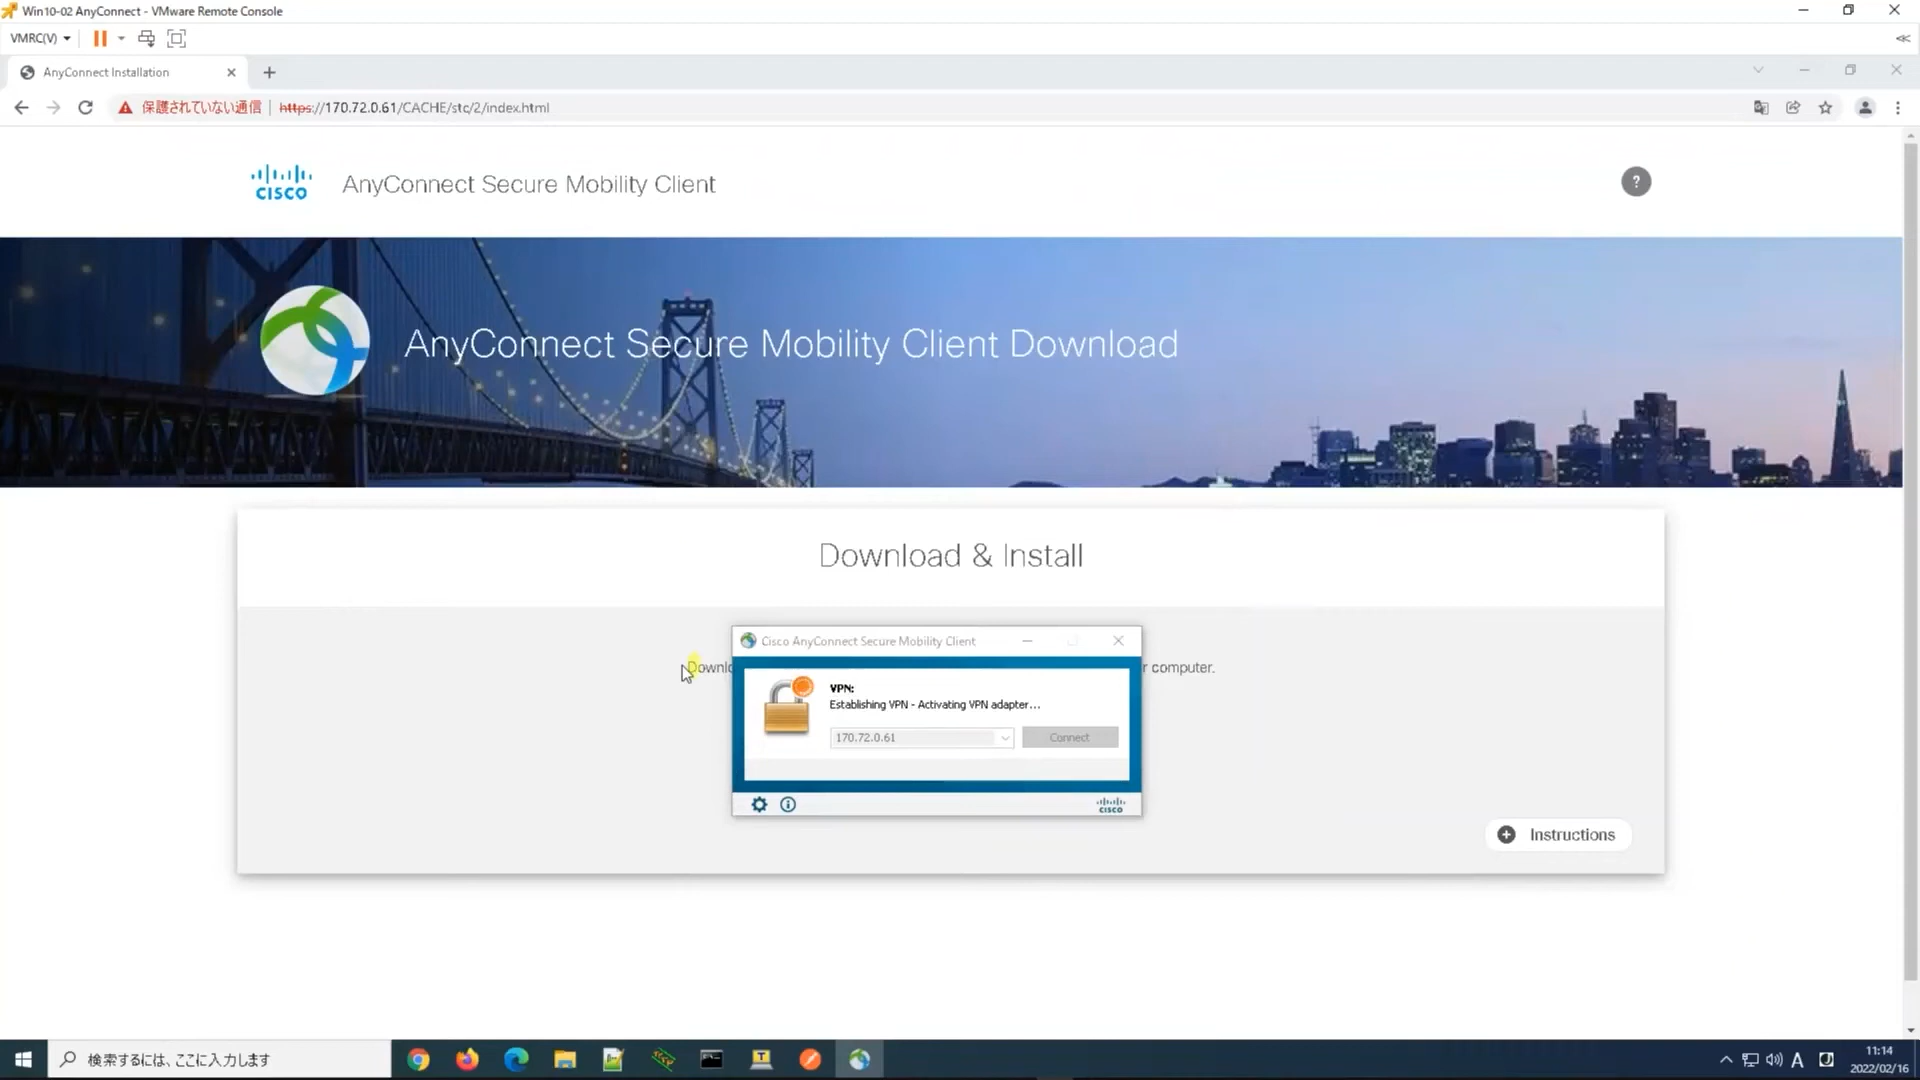 Win10-02 AnyConnect - VMware Remote Console
VMRC(V)
AnyConnect Installation
保護されていない通信 | https://170.72.0.61/CACHE/stc/2/index.html
CISCO AnyConnect Secure Mobility Client
?
AnyConnect Secure Mobility Client Download
Download & Install
Cisco AnyConnect Secure Mobility Client
computer.
VPN:
Establishing VPN - Activating VPN adapter...
170.72.0.61
Connect
CISCO
Instructions
検索するには、ここに入力します
A
11:14
2022/02/16